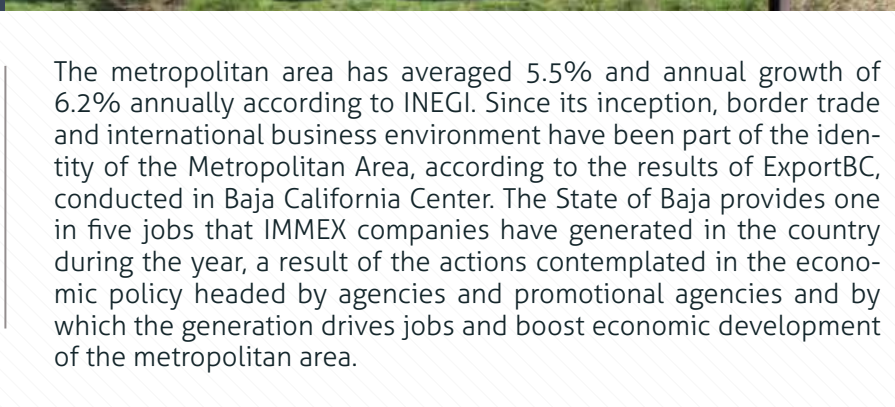 The metropolitan area has averaged 5.5% and annual growth of
6.2% annually according to INEGI. Since its inception, border trade
and international business environment have been part of the iden-
tity of the Metropolitan Area, according to the results of ExportBC,
conducted in Baja California Center. The State of Baja provides one
in five jobs that IMMEX companies have generated in the country
during the year, a result of the actions contemplated in the econo-
mic policy headed by agencies and promotional agencies and by
which the generation drives jobs and boost economic development
of the metropolitan area.